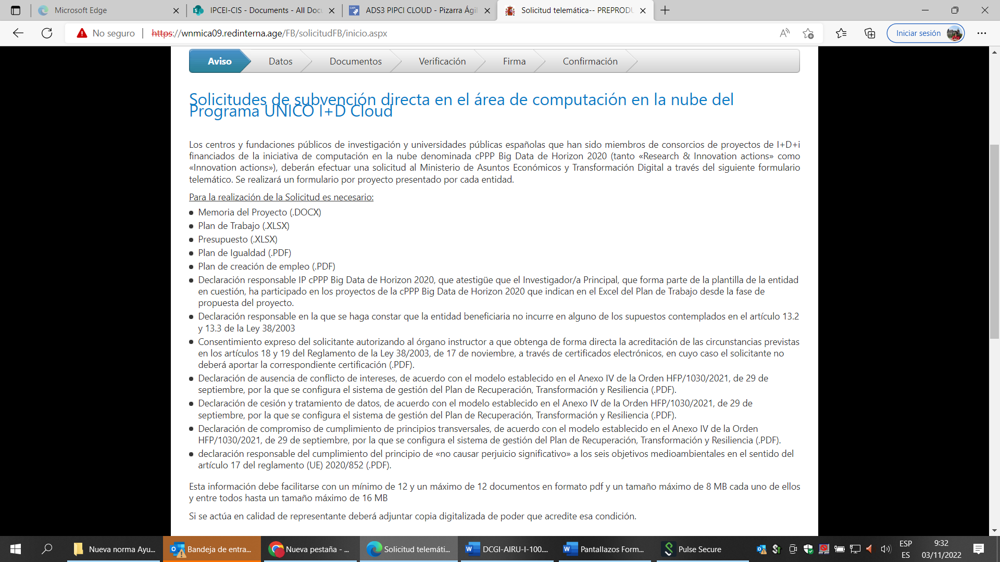 Microsoft Edge
IPCEI-CIS - Documents - All Docu
ADS3 PIPCI CLOUD - Pizarra Ágil
Solicitud telemática-- PREPRODU
No seguro
https://wnmica09.redinterna.age/FB/solicitudFB/inicio.aspx
Iniciar sesión
Aviso
Datos
Documentos
Verificación
Firma
Confirmación
Solicitudes de subvención directa en el área de computación en la nube del
Programa UNICO I+D Cloud
Los centros y fundaciones públicos de investigación y universidades públicas españolas que han sido miembros de consorcios de proyectos de I+D+i
financiados de la iniciativa de computación en la nube denominada cPPP Big Data de Horizon 2020 (tanto «Research & Innovation actions» como
«Innovation actions»), deberán efectuar una solicitud al Ministerio de Asuntos Económicos y Transformación Digital a través del siguiente formulario
telemático. Se realizará un formulario por proyecto presentado por cada entidad.
Para la realización de la Solicitud es necesario:
Memoria del Proyecto (.DOCX)
Plan de Trabajo (.XLSX)
Presupuesto (.XLSX)
Plan de Igualdad (.PDF)
Plan de creación de empleo (.PDF)
Declaración responsable IP cPPP Big Data de Horizon 2020, que atestigüe que el Investigador/a Principal, que forma parte de la plantilla de la entidad
en cuestión, ha participado en los proyectos de la cPPP Big Data de Horizon 2020 que indican en el Excel del Plan de Trabajo desde la fase de
propuesta del proyecto.
Declaración responsable en la que se haga constar que la entidad beneficiaria no incurre en alguno de los supuestos contemplados en el artículo 13.2
y 13.3 de la Ley 38/2003
Consentimiento expreso del solicitante autorizando al órgano instructor a que obtenga de forma directa la acreditación de las circunstancias previstas
en los artículos 18 y 19 del Reglamento de la Ley 38/2003, de 17 de noviembre, a través de certificados electrónicos, en cuyo caso el solicitante no
deberá aportar la correspondiente certificación (.PDF).
Declaración de ausencia de conflicto de intereses, de acuerdo con el modelo establecido en el Anexo IV de la Orden HFP/1030/2021, de 29 de
septiembre, por la que se configura el sistema de gestión del Plan de Recuperación, Transformación y Resiliencia (.PDF).
Declaración de cesión y tratamiento de datos, de acuerdo con el modelo establecido en el Anexo IV de la Orden HFP/1030/2021, de 29 de
septiembre, por la que se configura el sistema de gestión del Plan de Recuperación, Transformación y Resiliencia (.PDF).
Declaración de compromiso de cumplimiento de principios transversales, de acuerdo con el modelo establecido en el Anexo IV de la Orden
HFP/1030/2021, de 29 de septiembre, por la que se configura el sistema de gestión del Plan de Recuperación, Transformación y Resiliencia (.PDF).
declaración responsable del cumplimiento del principio de «no causar perjuicio significativo» a los seis objetivos medioambientales en el sentido del
artículo 17 del reglamento (UE) 2020/852 (.PDF).
Esta información debe facilitarse con un mínimo de 12 y un máximo de 12 documentos en formato pdf y un tamaño máximo de 8 MB cada uno de ellos
y entre todos hasta un tamaño máximo de 16 MB
Si se actúa en calidad de representante deberá adjuntar copia digitalizada de poder que acredite esa condición.
Nueva norma Ayu...
Bandeja de entra...
Nueva pestaña - ...
Solicitud telemáti...
DCGI-AIRU-I-100....
Pantallazos Form...
Pulse Secure
ESP
ES
9:32
03/11/2022